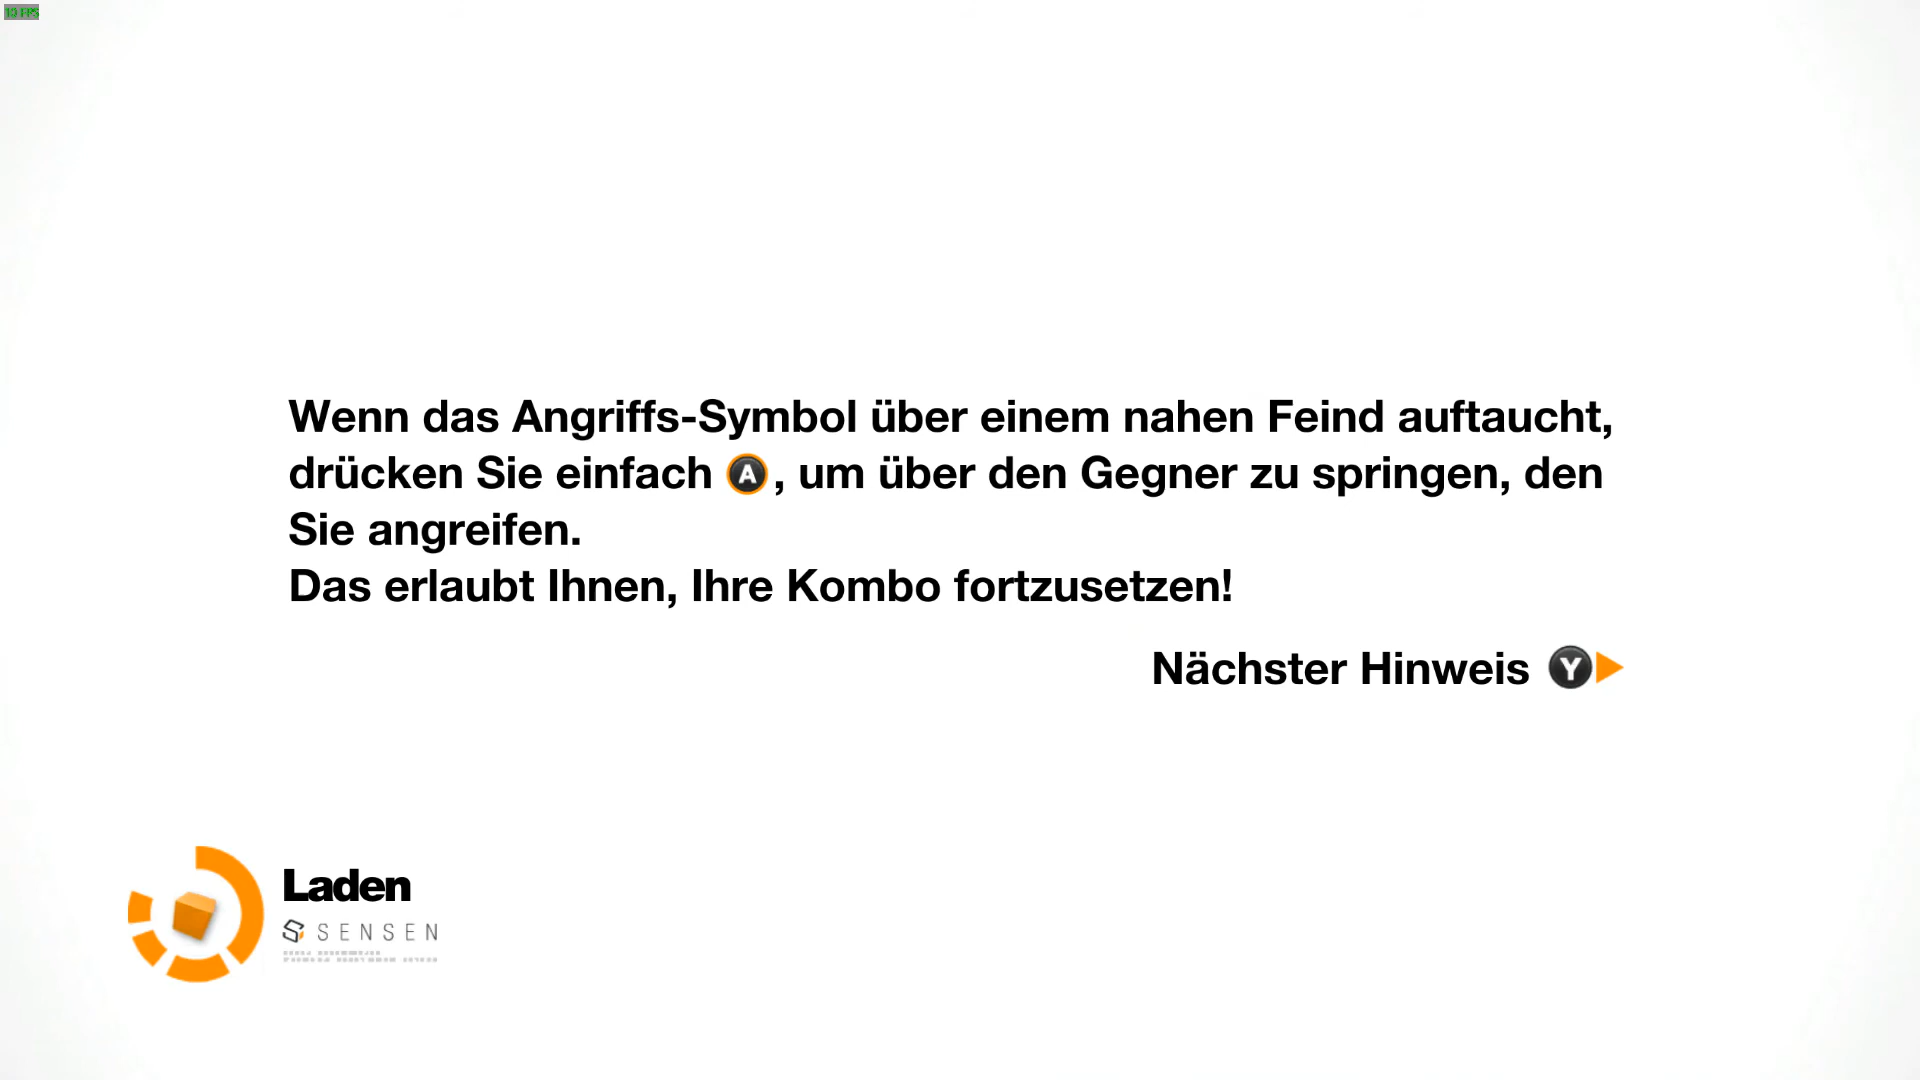 Wenn das Angriffs-Symbol über einem nahen Feind auftaucht,
drücken Sie einfach A, um über den Gegner zu springen, den
Sie angreifen.
Das erlaubt Ihnen, Ihre Kombo fortzusetzen!
Nächster Hinweis Y
Laden
SENSEN